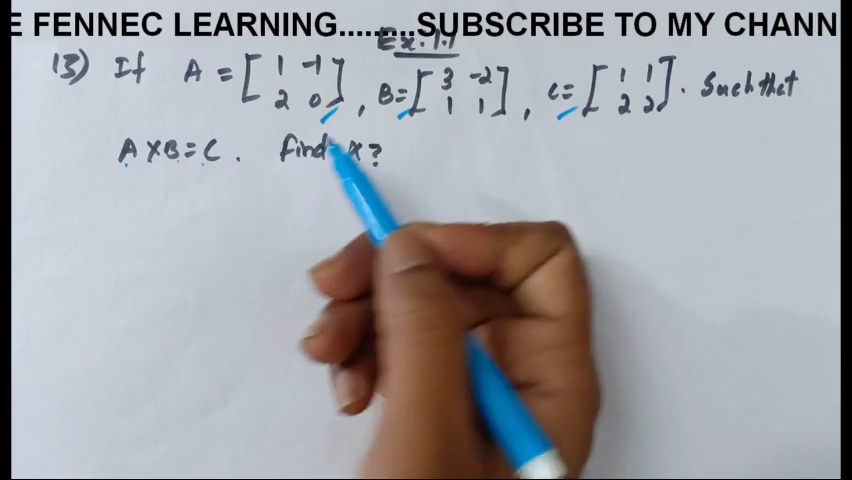 E FENNEC LEARNING.........SUBSCRIBE TO MY CHANN
Ex. 1.1
13) If A = [1 -1
2 0], B = [3 -2
1 1], C = [1 1
2 2]. Such that
A X B = C. Find X?